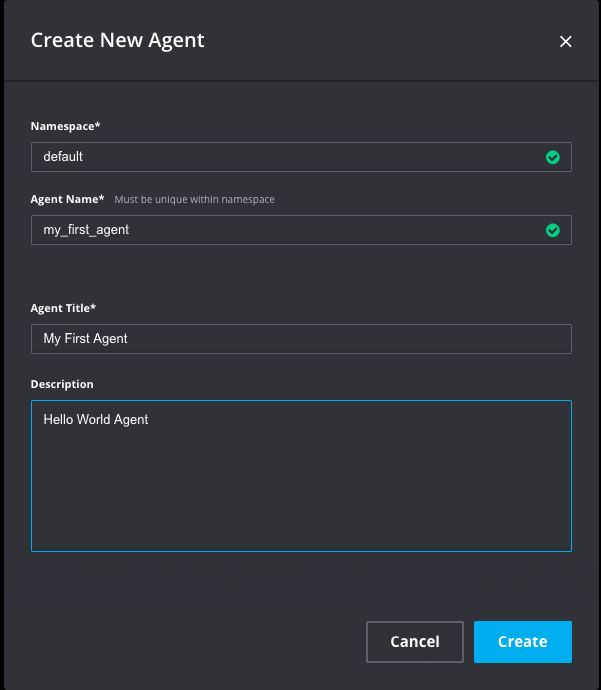 Create New Agent
Namespace*
default
Agent Name* Must be unique within namespace
my_first_agent
Agent Title*
My First Agent
Description
Hello World Agent
Cancel Create